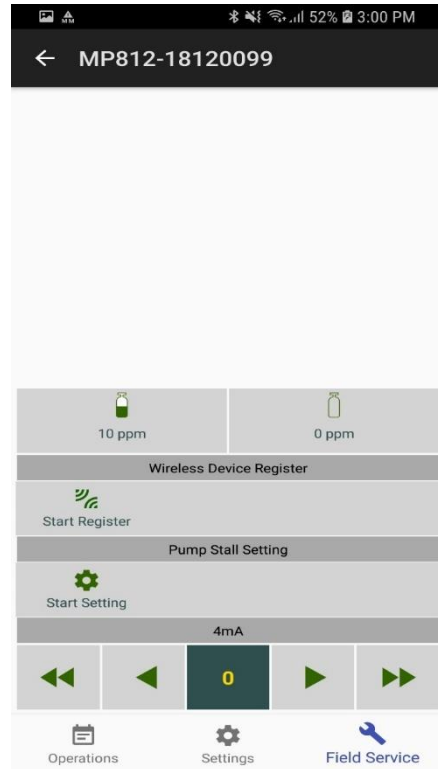 52% 3:00 PM
MP812-18120099
10 ppm
0 ppm
Wireless Device Register
Start Register
Pump Stall Setting
Start Setting
4mA
0
Operations
Settings
Field Service